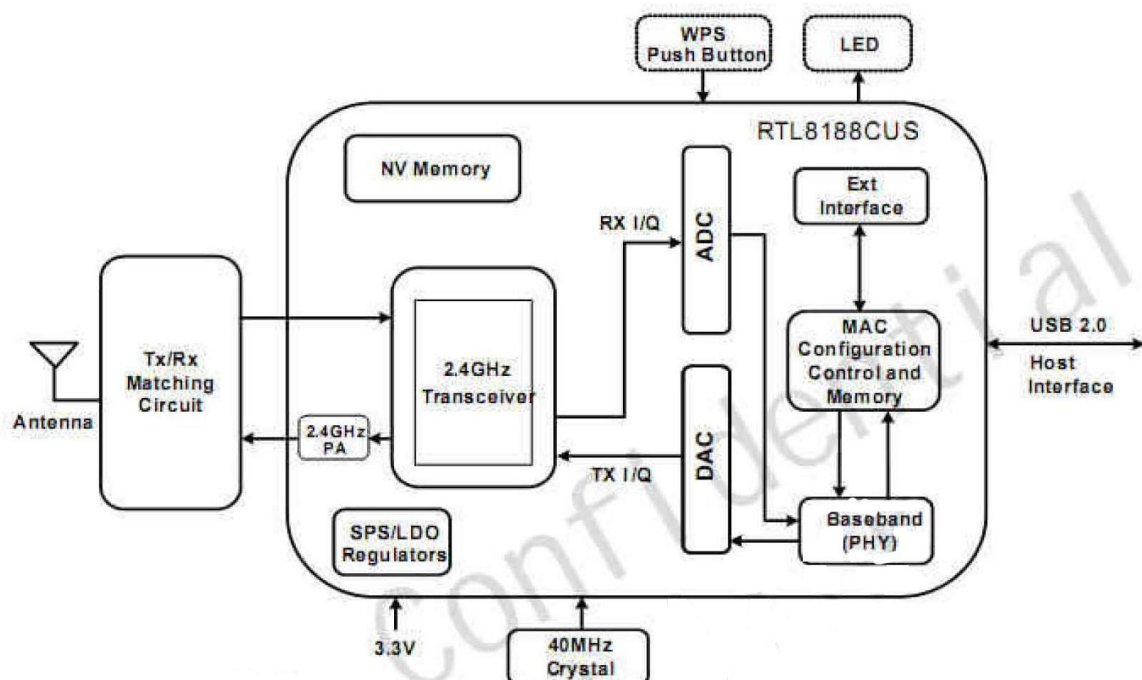 WPS
Push Button
LED
RTL8188CUS
NV Memory
Ext
Interface
RX I/Q
ADC
MAC
Configuration
Control and
Memory
USB 2.0
Host
Interface
Tx/Rx
Matching
Circuit
2.4GHz
Transceiver
Antenna
2.4GHz
PA
TX I/Q
DAC
Baseband
(PHY)
SPS/LDO
Regulators
3.3V
40MHz
Crystal
Confidential